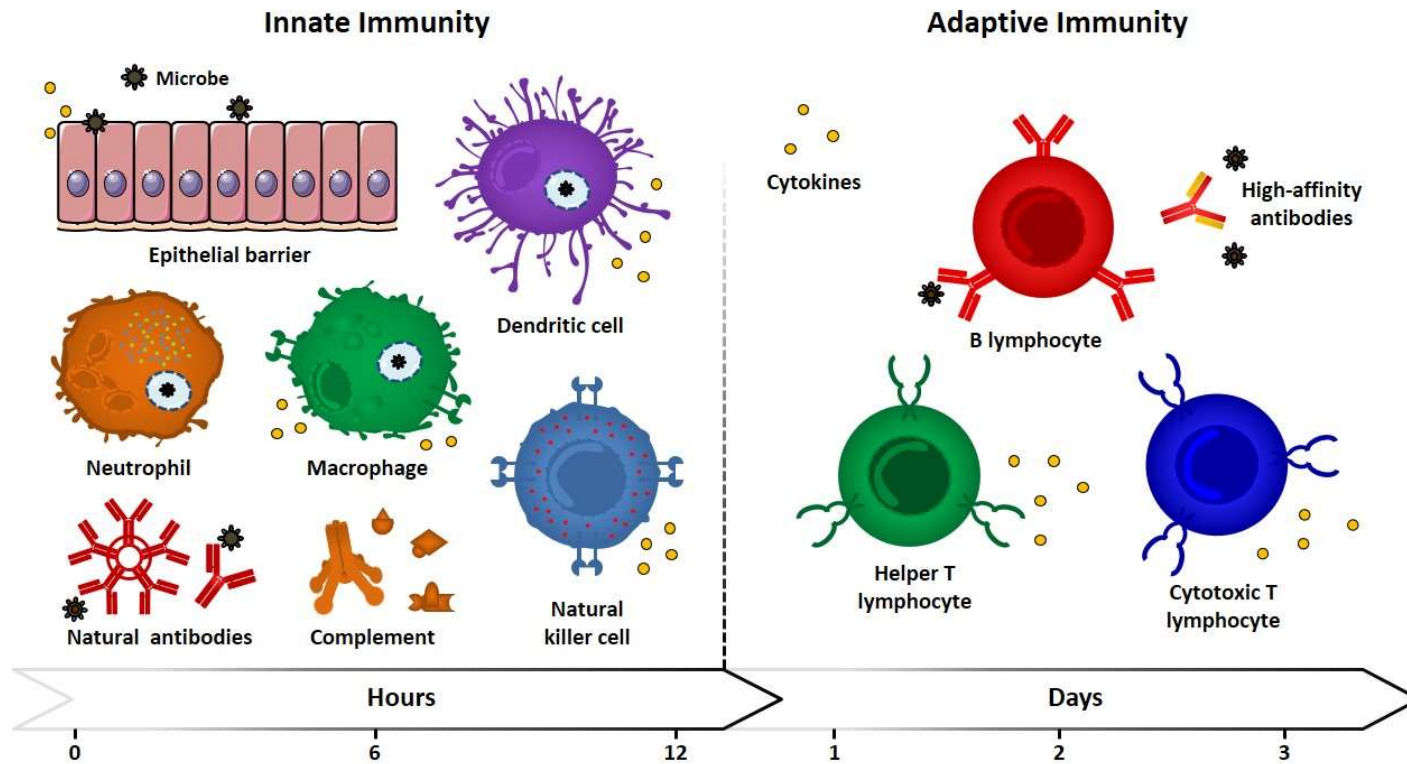 Innate Immunity
Adaptive Immunity
Microbe
Epithelial barrier
Dendritic cell
Neutrophil
Macrophage
Natural antibodies
Complement
Natural
killer cell
Cytokines
High-affinity
antibodies
B lymphocyte
Helper T
lymphocyte
Cytotoxic T
lymphocyte
Hours
Days
0
6
12
1
2
3